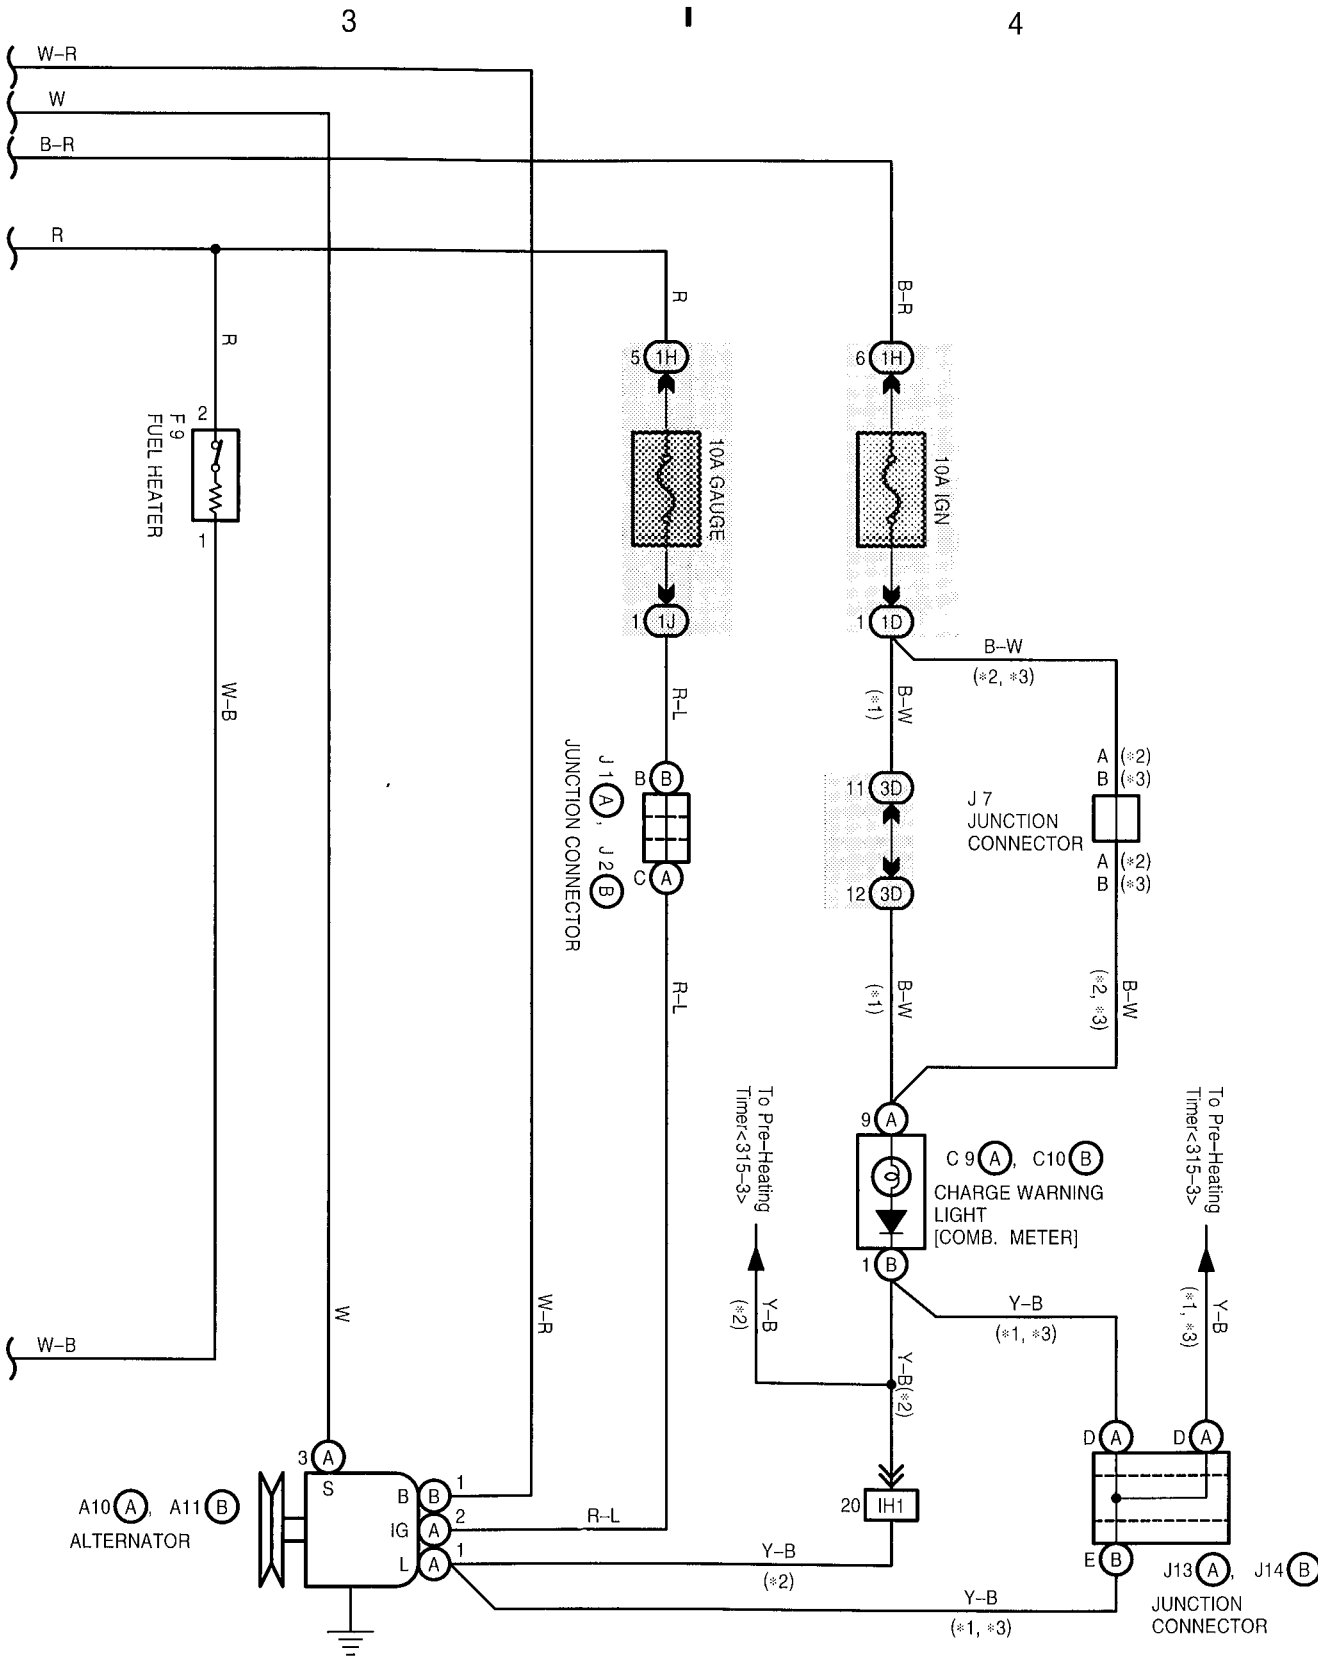 3
4
W–R
W
B–R
R
R
R
B–R
5
1H
6
1H
2
F 9
FUEL HEATER
1
10A GAUGE
10A IGN
1
1J
1
1D
B–W
(*2, *3)
W–B
R–L
B–W
(*1)
A (*2)
B (*3)
J 7
JUNCTION
CONNECTOR
A (*2)
B (*3)
J 1 A, J 2 B
JUNCTION CONNECTOR
B
B
C
A
11
3D
12
3D
R–L
B–W
(*1)
B–W
(*2, *3)
To Pre–Heating
Timer<315–3>
To Pre–Heating
Timer<315–3>
9
A
C 9 A, C10 B
CHARGE WARNING
LIGHT
[COMB. METER]
1
B
W
W–R
Y–B
(*2)
Y–B
(*1, *3)
Y–B
(*1, *3)
W–B
Y–B(*2)
D
A
D
A
3
A
S
B
B
1
IG
A
2
L
A
1
A10 A, A11 B
ALTERNATOR
R–L
20
IH1
Y–B
(*2)
E
B
J13 A, J14 B
JUNCTION
CONNECTOR
Y–B
(*1, *3)